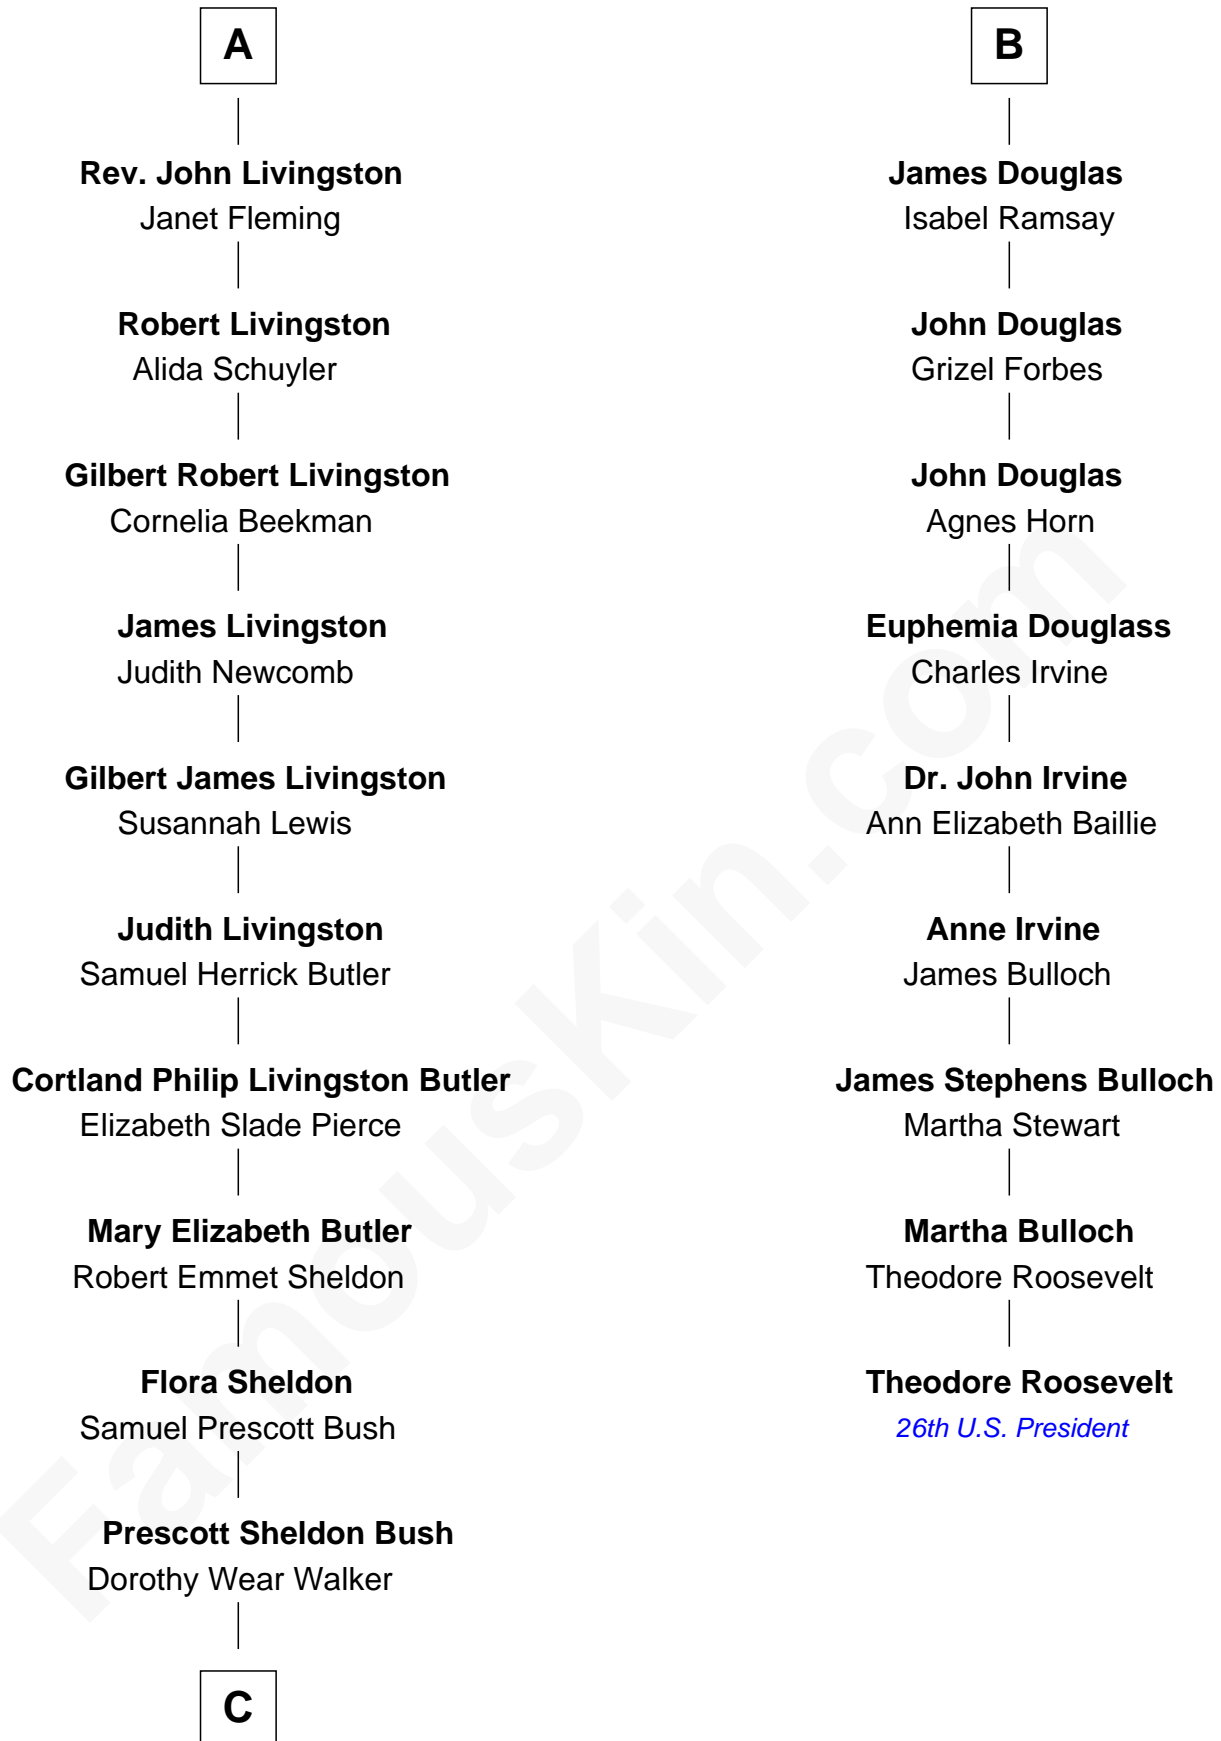 A
Rev. John Livingston
Janet Fleming
Robert Livingston
Alida Schuyler
Gilbert Robert Livingston
Cornelia Beekman
James Livingston
Judith Newcomb
Gilbert James Livingston
Susannah Lewis
Judith Livingston
Samuel Herrick Butler
Cortland Philip Livingston Butler
Elizabeth Slade Pierce
Mary Elizabeth Butler
Robert Emmet Sheldon
Flora Sheldon
Samuel Prescott Bush
Prescott Sheldon Bush
Dorothy Wear Walker
C
B
James Douglas
Isabel Ramsay
John Douglas
Grizel Forbes
John Douglas
Agnes Horn
Euphemia Douglass
Charles Irvine
Dr. John Irvine
Ann Elizabeth Baillie
Anne Irvine
James Bulloch
James Stephens Bulloch
Martha Stewart
Martha Bulloch
Theodore Roosevelt
Theodore Roosevelt
26th U.S. President
FamousKin.com